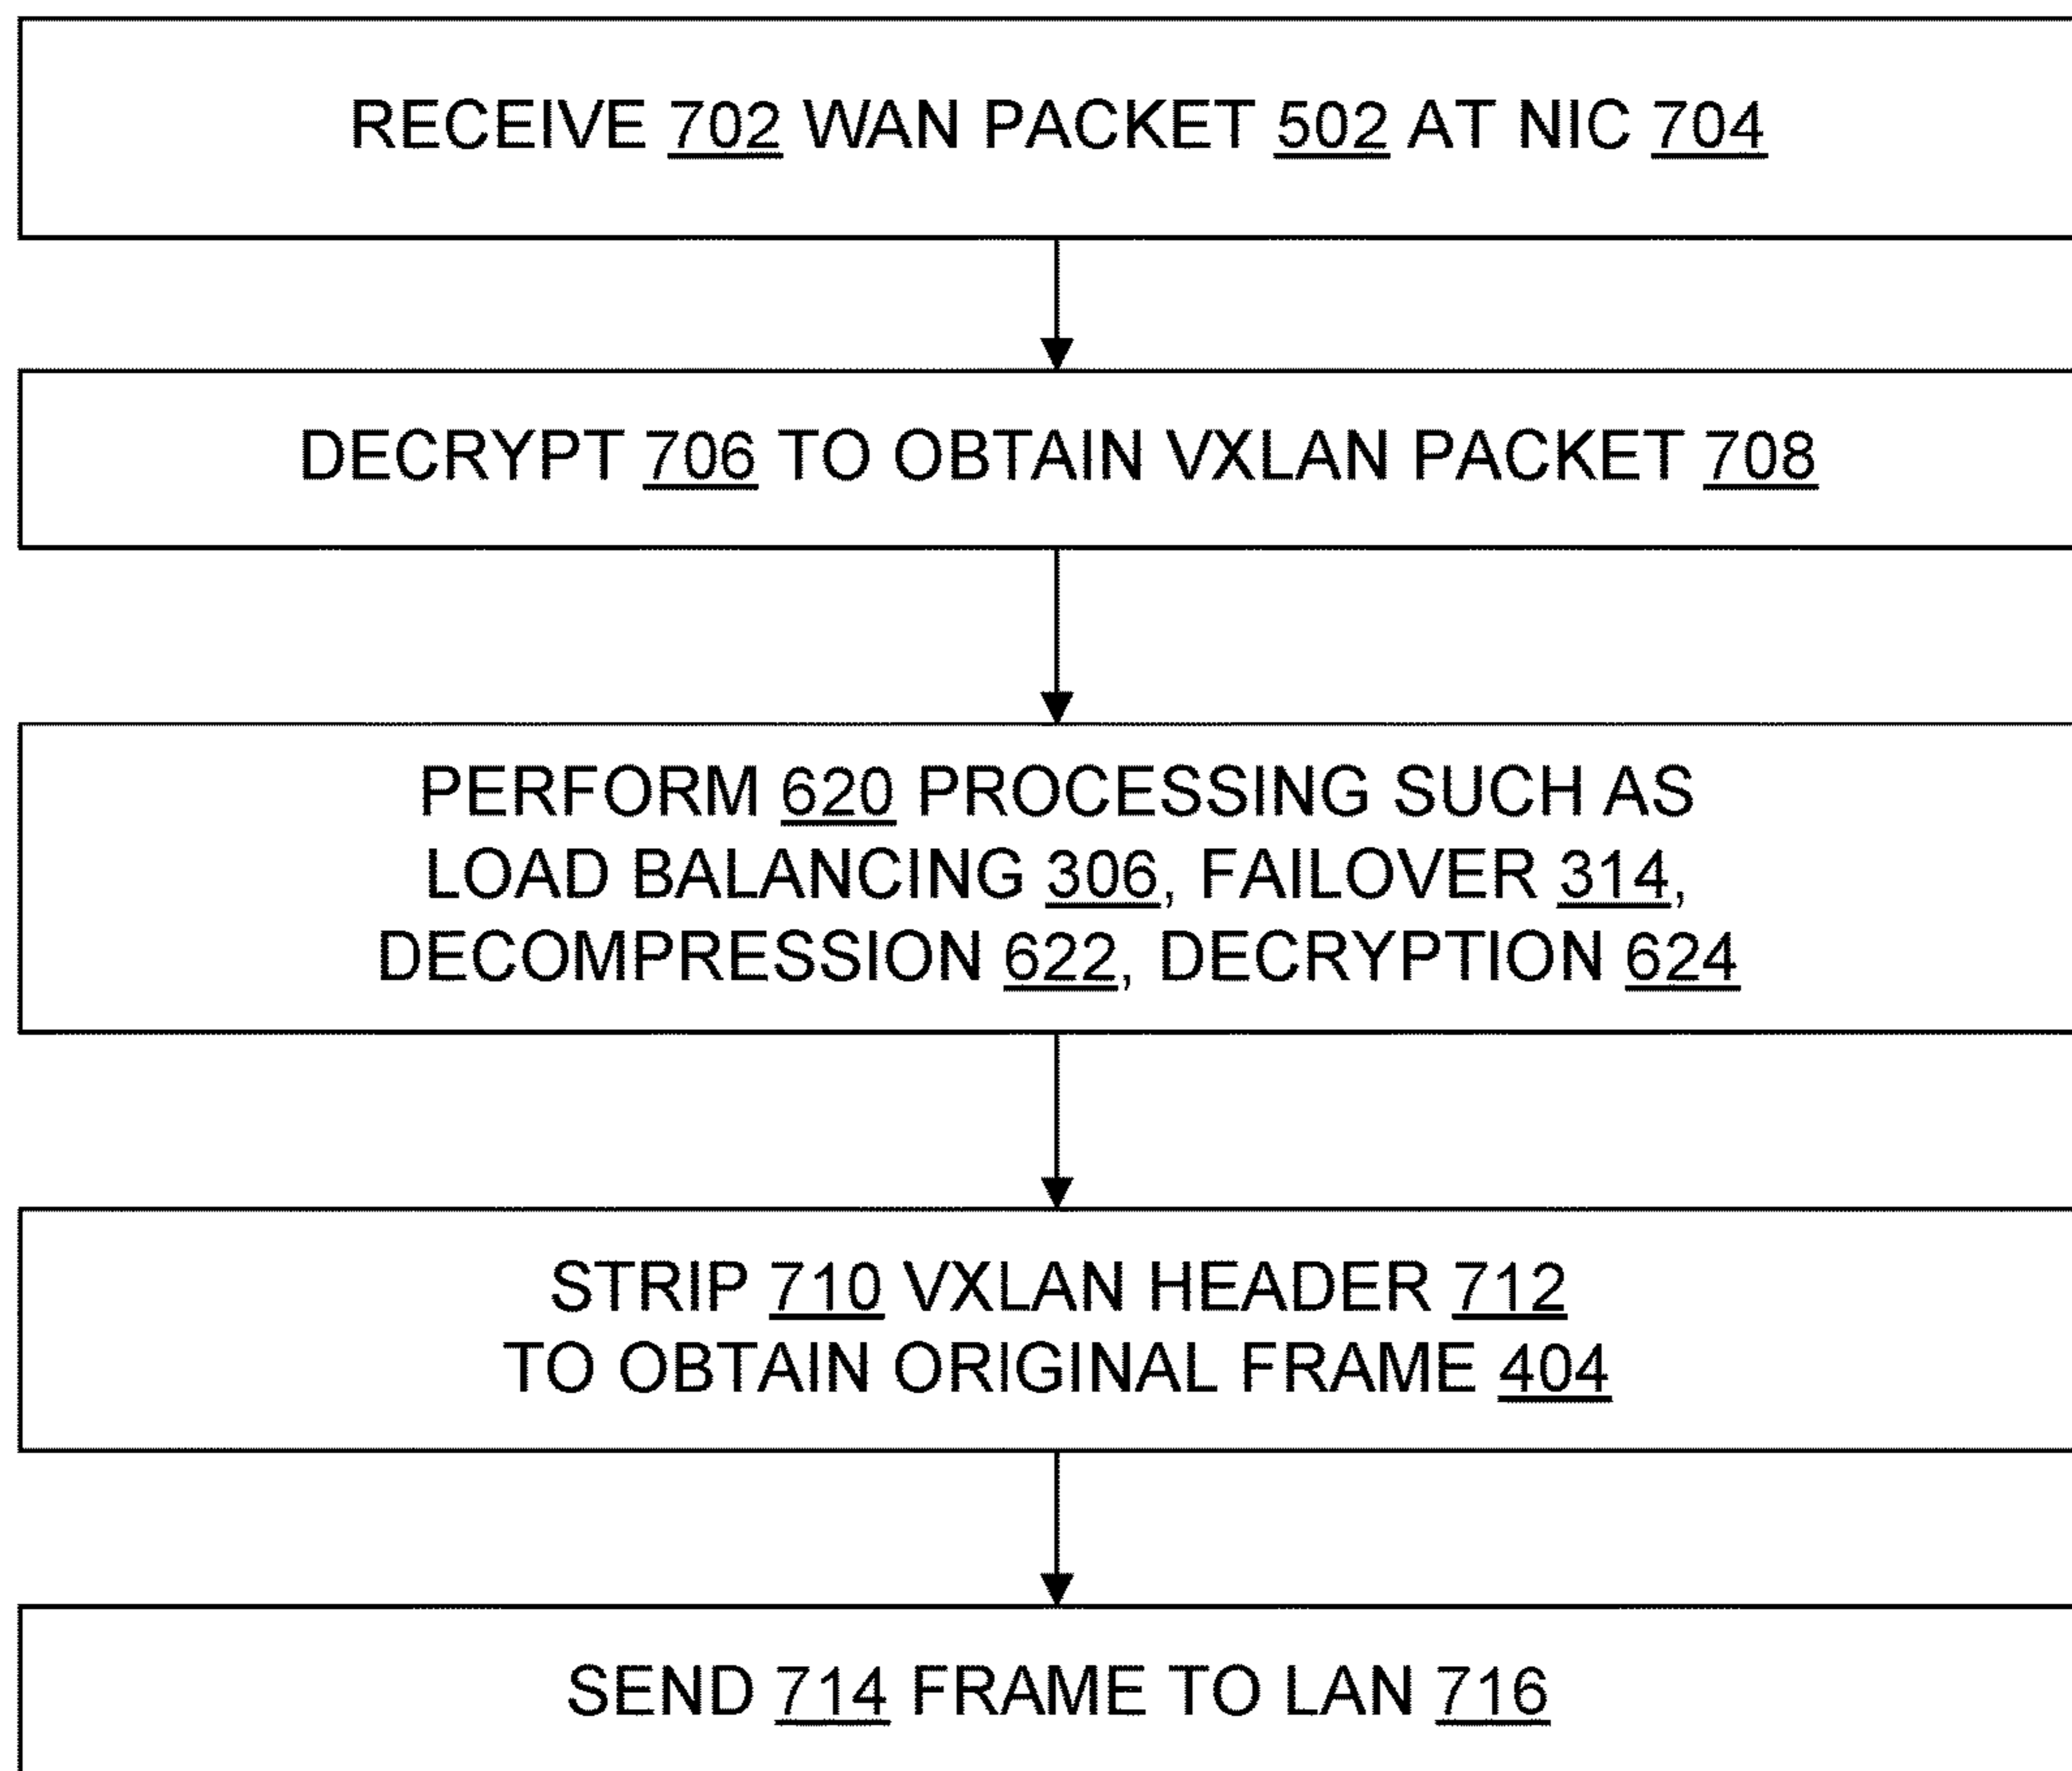 RECEIVE 702 WAN PACKET 502 AT NIC 704
DECRYPT 706 TO OBTAIN VXLAN PACKET 708
PERFORM 620 PROCESSING SUCH AS
LOAD BALANCING 306, FAILOVER 314,
DECOMPRESSION 622, DECRYPTION 624
STRIP 710 VXLAN HEADER 712
TO OBTAIN ORIGINAL FRAME 404
SEND 714 FRAME TO LAN 716